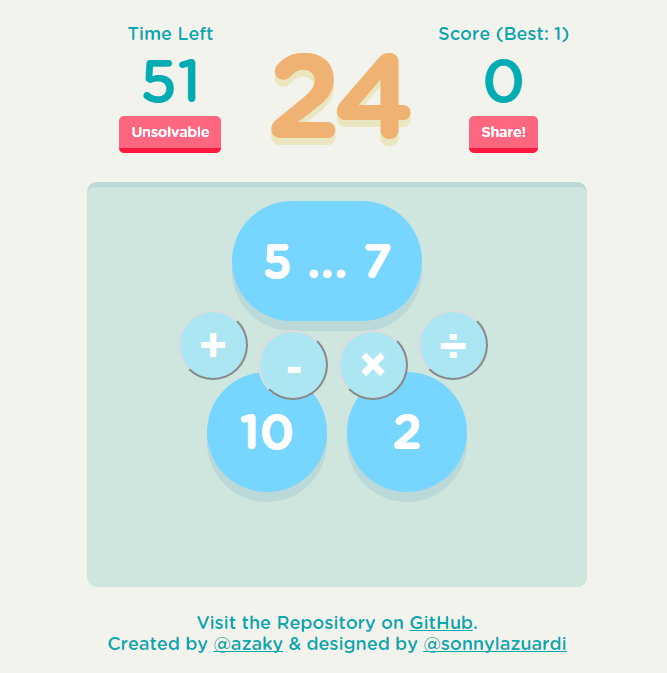 Time Left
51
Unsolvable
24
Score (Best: 1)
0
Share!
5 ... 7
+ - × ÷
10 2
Visit the Repository on GitHub.
Created by @azaky & designed by @sonnylazuardi